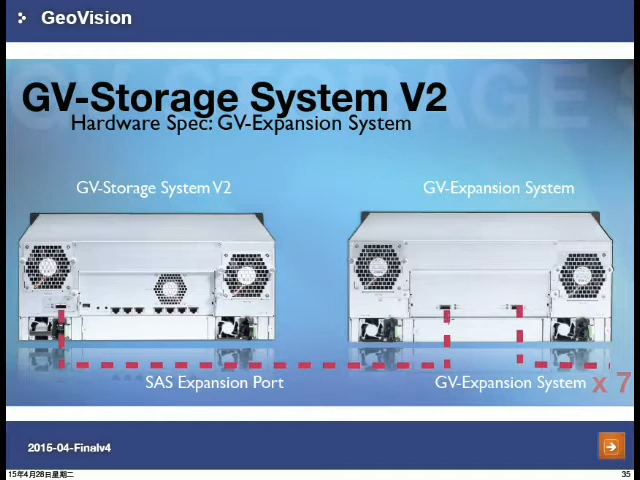 GeoVision
GV-Storage System V2
Hardware Spec: GV-Expansion System
GV-Storage System V2
GV-Expansion System
SAS Expansion Port
GV-Expansion System x 7
2015-04-Finalv4
15年4月28日星期二
35